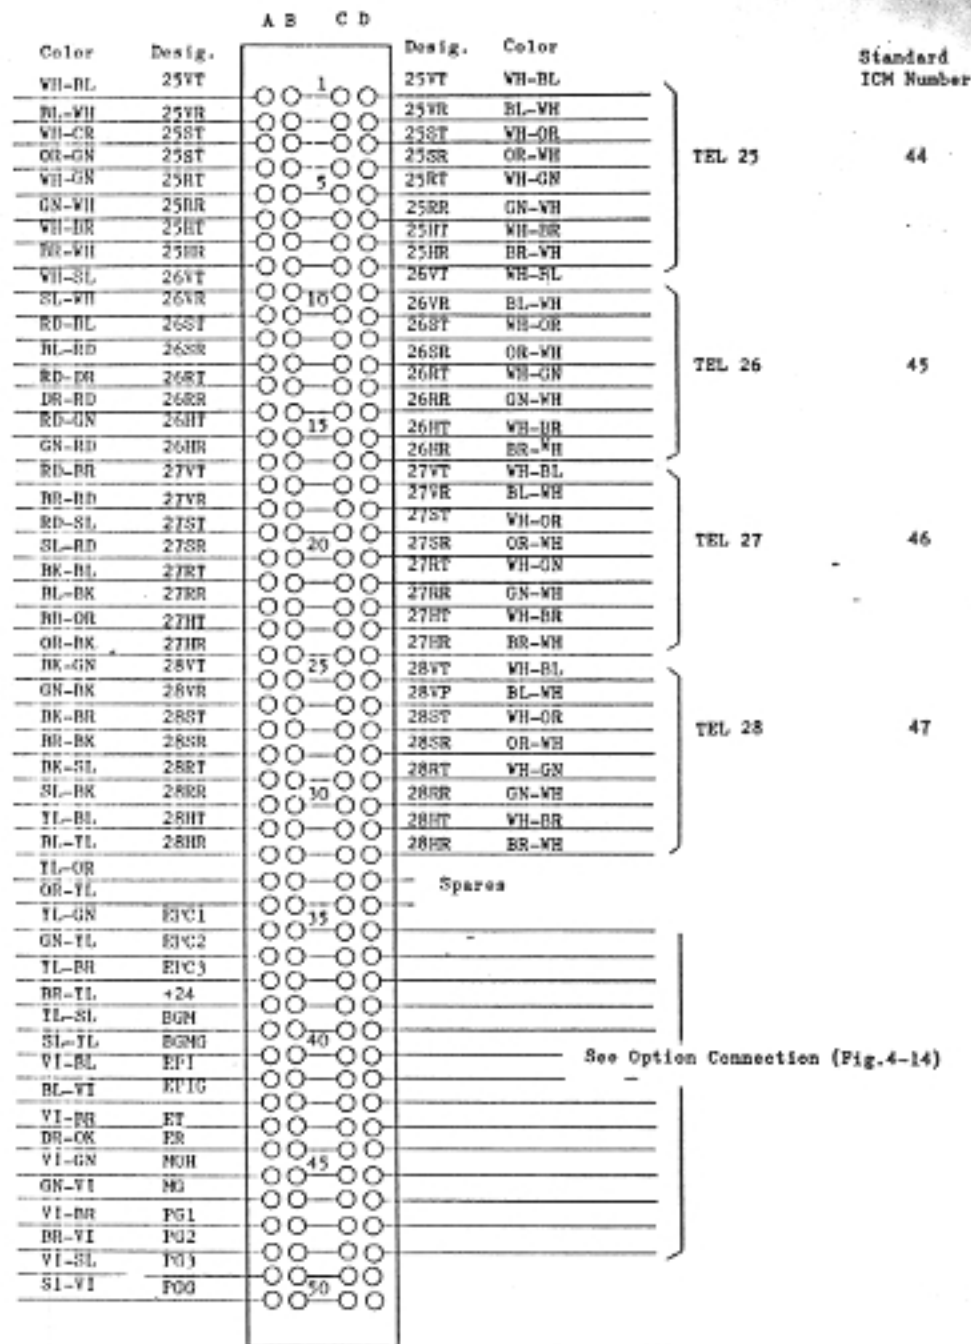 A B C D
Color Desig. Desig. Color Standard
ICM Number
WH-BL 25VT 1 25VT WH-BL
BL-WH 25VR 25VR BL-WH
WH-CR 25ST 25ST WH-OR
OR-GN 25ST 25SR OR-WH TEL 25 44
WH-GN 25RT 5 25RT WH-GN
GN-WH 25RR 25RR GN-WH
WH-BR 25HT 25HT WH-BR
BR-WH 25HR 25HR BR-WH
WH-SL 26VT 26VT WH-BL
SL-WH 26VR 10 26VR BL-WH
RD-BL 26ST 26ST WH-OR
BL-RD 26SR 26SR OR-WH TEL 26 45
RD-DR 26RT 26RT WH-GN
DR-RD 26RR 26RR GN-WH
RD-GN 26HT 15 26HT WH-BR
GN-RD 26HR 26HR BR-WH
RD-BR 27VT 27VT WH-BL
BR-RD 27VR 27VR BL-WH
RD-SL 27ST 27ST WH-OR
SL-RD 27SR 20 27SR OR-WH TEL 27 46
BK-BL 27RT 27RT WH-GN
BL-BK 27RR 27RR GN-WH
27HT 27HT WH-BR
OR-BK 27HR 27HR BR-WH
BK-GN 28VT 25 28VT WH-BL
GN-BK 28VR 28VP BL-WH
BK-BR 28ST 28ST WH-OR
BR-BK 28SR 28SR OR-WH TEL 28 47
BK-SL 28RT 28RT WH-GN
SL-BK 28RR 30 28RR GN-WH
YL-BL 28HT 28HT WH-BR
BL-YL 28HR 28HR BR-WH
YL-OR
OR-YL Spares
YL-GN EPC1 35
GN-YL EPC2
YL-BR EPC3
BR-YL +24
YL-SL BGM
SL-YL BGMG 40
VI-BL EPI See Option Connection (Fig.4-14)
BL-VI EPIG
VI-BR ET
DR-OK ER
VI-GN MOH 45
GN-VI MG
VI-BR PG1
BR-VI PG2
VI-SL PG3
SL-VI PGG 50